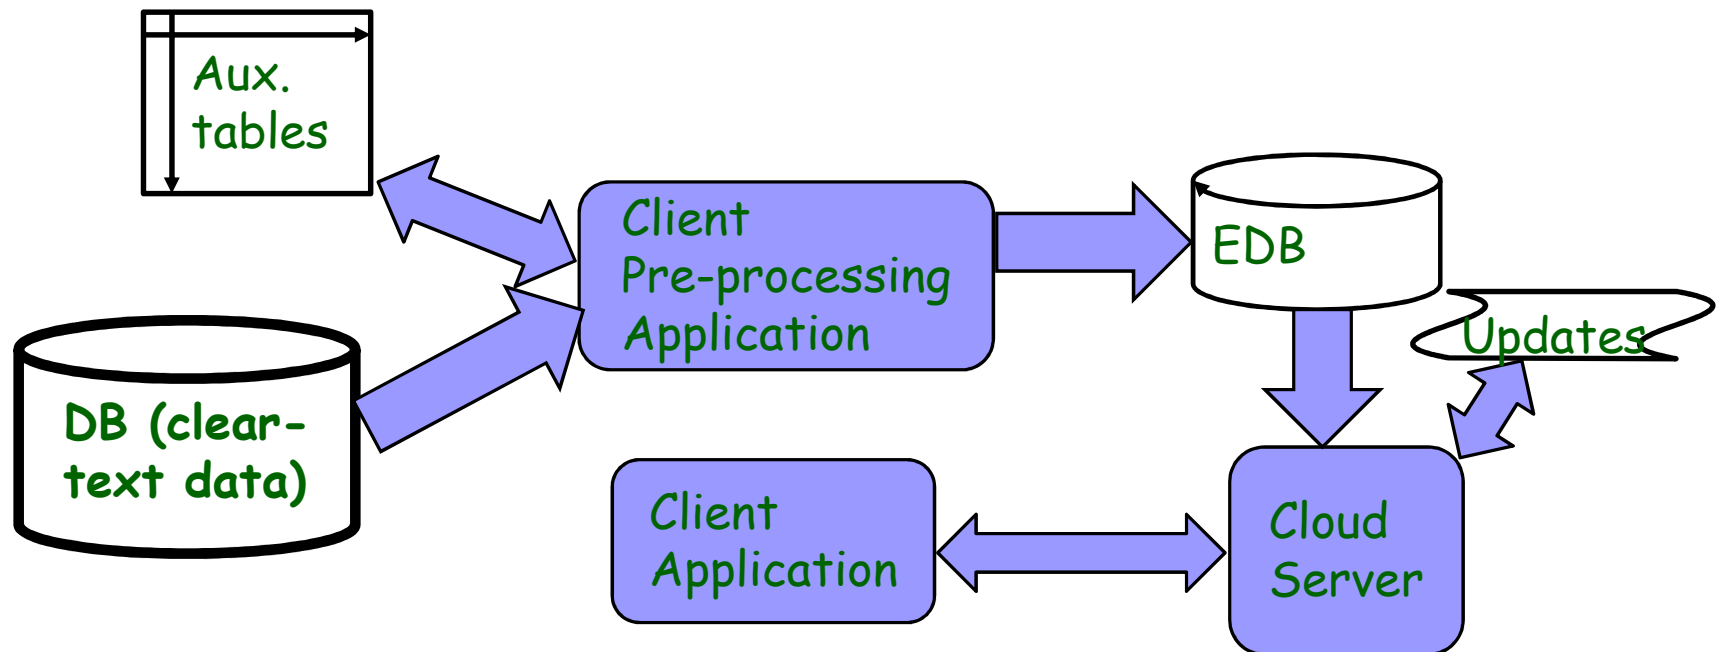 Aux.
tables
Client
Pre-processing
Application
EDB
Updates
DB (clear-
text data)
Client
Application
Cloud
Server